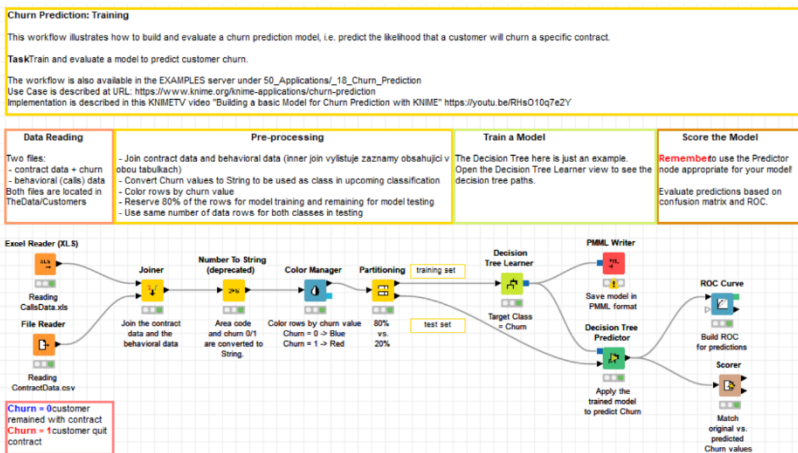 Churn Prediction: Training
This workflow illustrates how to build and evaluate a churn prediction model, i.e. predict the likelihood that a customer will churn a specific contract.
TaskTrain and evaluate a model to predict customer churn.
The workflow is also available in the EXAMPLES server under 50_Applications/_18_Churn_Prediction
Use Case is described at URL: https://www.knime.org/knime-applications/churn-prediction
Implementation is described in this KNIMETV video "Building a basic Model for Churn Prediction with KNIME" https://youtu.be/RHsO10q7e2Y
Data Reading
Two files:
- contract data + churn
- behavioral (calls) data
Both files are located in
TheData/Customers
Pre-processing
- Join contract data and behavioral data (inner join vylistuje zaznamy obsahujici v
obou tabulkach)
- Convert Churn values to String to be used as class in upcoming classification
- Color rows by churn value
- Reserve 80% of the rows for model training and remaining for model testing
- Use same number of data rows for both classes in testing
Train a Model
The Decision Tree here is just an example.
Open the Decision Tree Learner view to see the
decision tree paths.
Score the Model
Rememberto use the Predictor
node appropriate for your model!
Evaluate predictions based on
confusion matrix and ROC.
Excel Reader (XLS)
XLS
Reading
CallsData.xls
File Reader
Reading
ContractData.csv
Joiner
Join the contract
data and the
behavioral data
Number To String
(deprecated)
Area code
and churn 0/1
are converted to
String.
Color Manager
Color rows by churn value
Churn = 0 -> Blue
Churn = 1 -> Red
Partitioning
80%
vs.
20%
training set
test set
Decision
Tree Learner
Target Class
= Churn
PMML Writer
Save model in
PMML format
Decision Tree
Predictor
Apply the
trained model
to predict Churn
ROC Curve
Build ROC
for predictions
Scorer
Match
original vs.
predicted
Churn values
Churn = 0customer
remained with contract
Churn = 1customer quit
contract